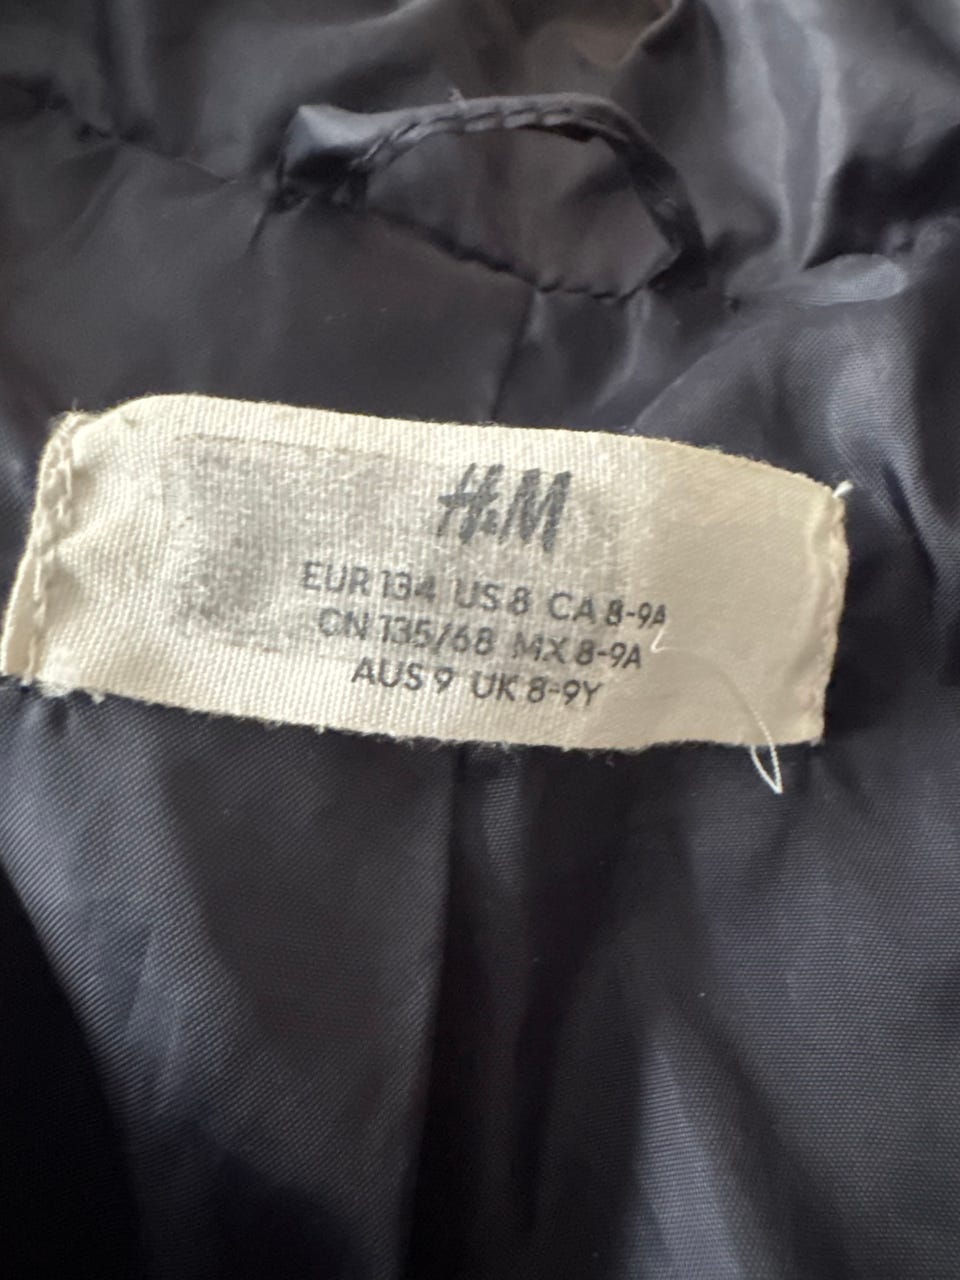 H&M
EUR 134 US 8 CA 8-9A
CN 135/68 MX 8-9A
AUS 9 UK 8-9Y